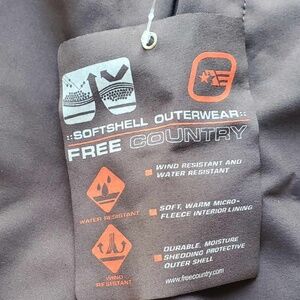 ::SOFTSHELL OUTERWEAR::
FREE COUNTRY
WIND RESISTANT AND
WATER RESISTANT
WATER RESISTANT
SOFT, WARM MICRO-
FLEECE INTERIOR LINING
WIND
RESISTANT
DURABLE, MOISTURE
SHEDDING PROTECTIVE
OUTER SHELL
www.freecountry.com